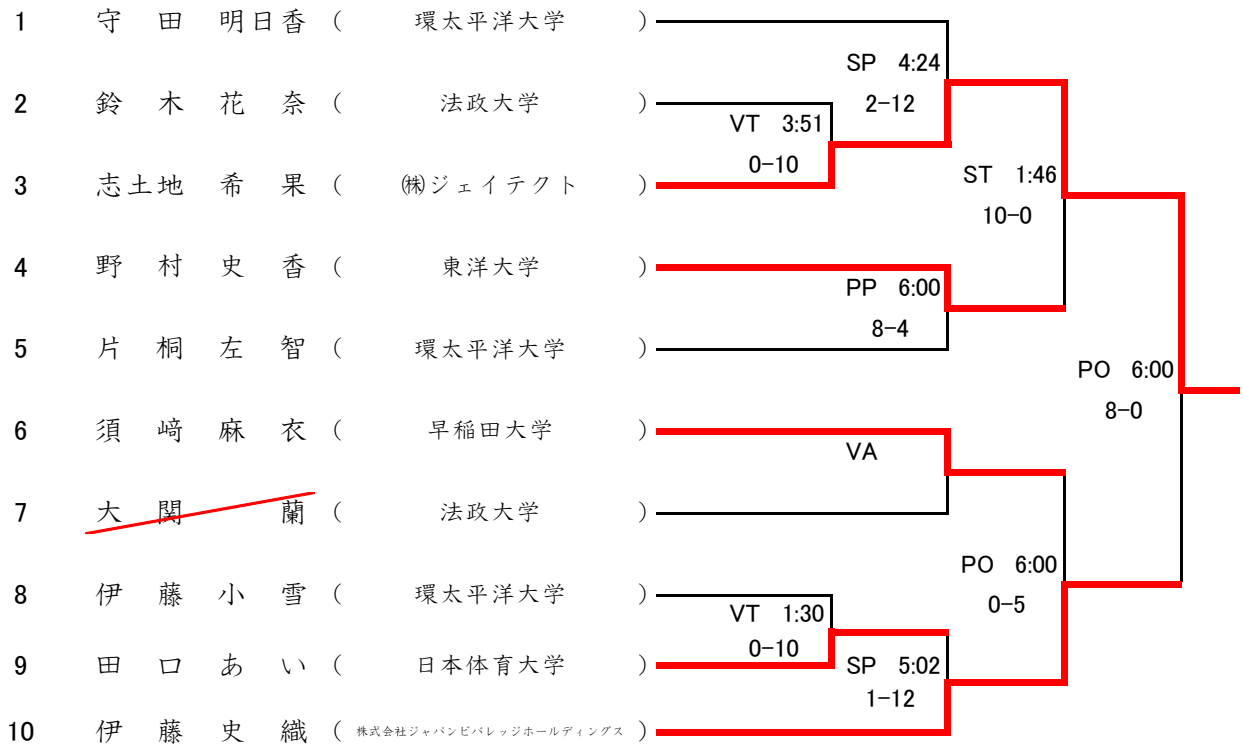 1 守田 明日香 ( 環太平洋大学 )
SP 4:24
2 鈴木 花奈 ( 法政大学 )
2-12
VT 3:51
0-10
3 志土地 希果 ( ㈱ジェイテクト )
ST 1:46
10-0
4 野村 史香 ( 東洋大学 )
PP 6:00
8-4
5 片桐 左智 ( 環太平洋大学 )
PO 6:00
8-0
6 須﨑 麻衣 ( 早稲田大学 )
VA
7 大関 蘭 ( 法政大学 )
PO 6:00
0-5
8 伊藤 小雪 ( 環太平洋大学 )
VT 1:30
0-10
9 田口 あい ( 日本体育大学 )
SP 5:02
1-12
10 伊藤 史織 ( 株式会社ジャパンビバレッジホールディングス )